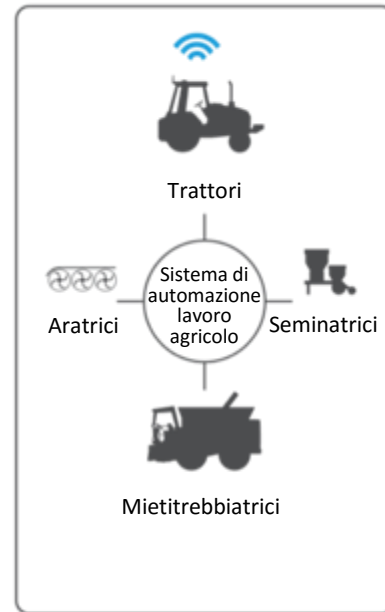 Trattori
Aratrici
Sistema di
automazione
lavoro
agricolo
Seminatrici
Mietitrebbiatrici